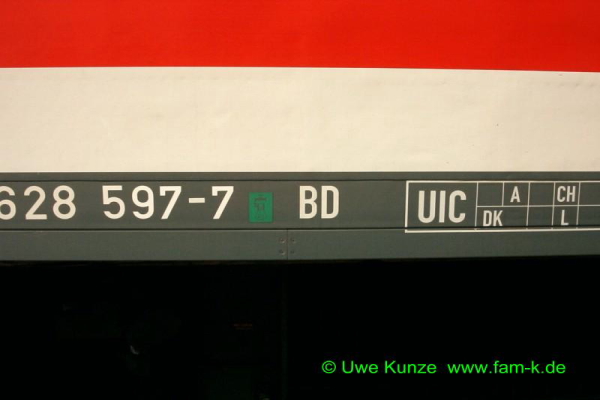 628 597-7 BD UIC A CH
DK L
© Uwe Kunze www.fam-k.de